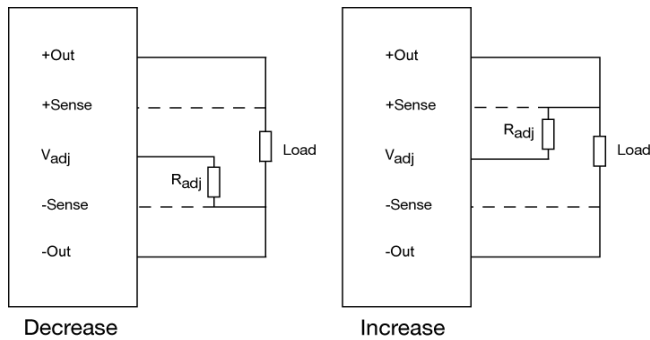 +Out
+Sense
Vadj
-Sense
-Out
Radj
Load
Decrease
+Out
+Sense
Vadj
-Sense
-Out
Radj
Load
Increase